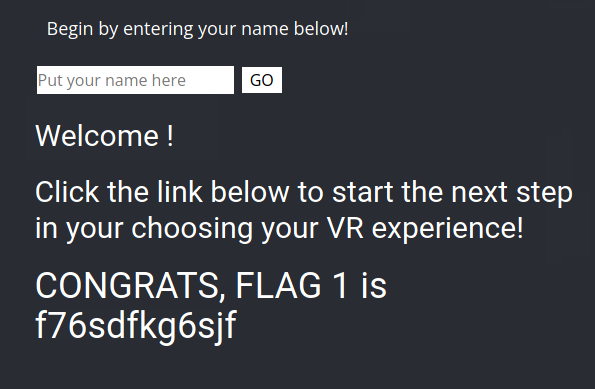 Begin by entering your name below!
Put your name here GO
Welcome !
Click the link below to start the next step
in your choosing your VR experience!
CONGRATS, FLAG 1 is
f76sdfkg6sjf